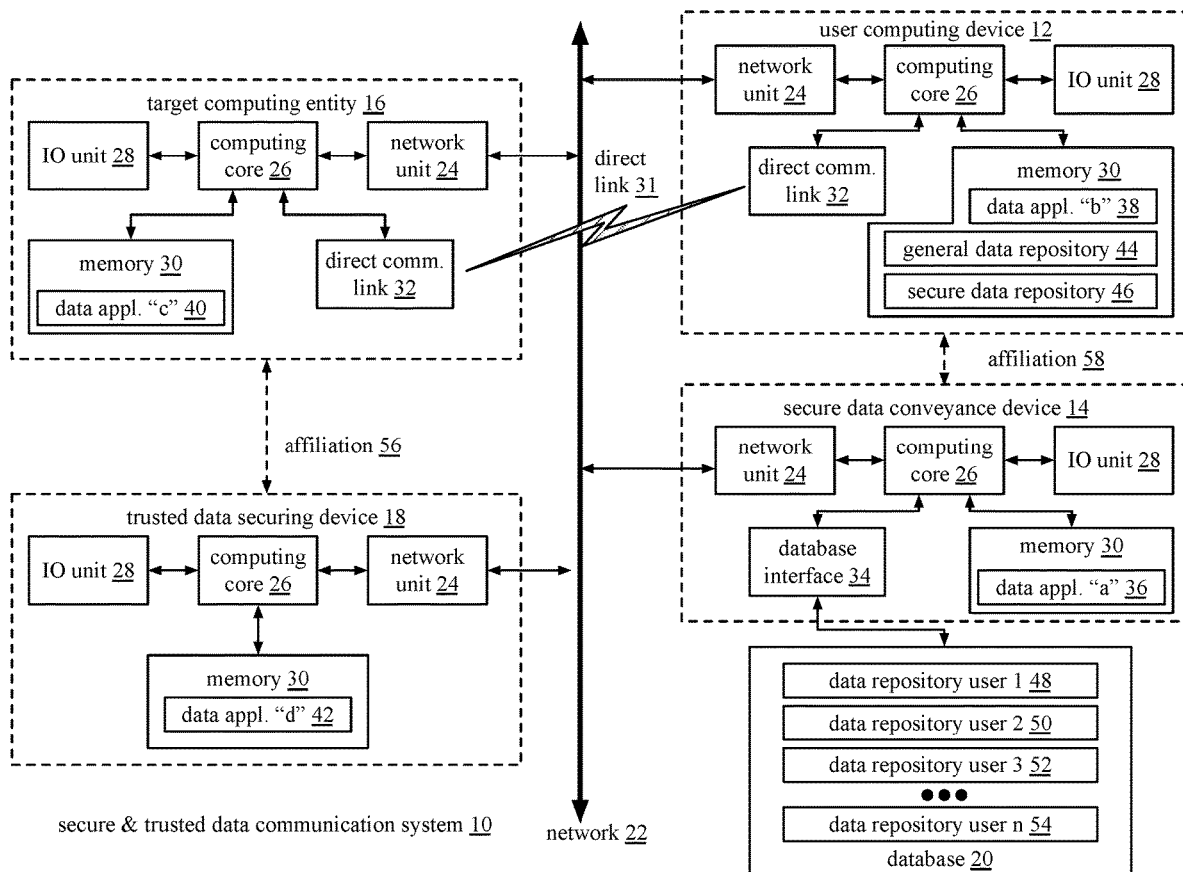 user computing device 12
network
unit 24
computing
core 26
IO unit 28
direct comm.
link 32
memory 30
data appl. “b” 38
general data repository 44
secure data repository 46
target computing entity 16
IO unit 28
computing
core 26
network
unit 24
memory 30
data appl. “c” 40
direct comm.
link 32
direct
link 31
affiliation 56
affiliation 58
secure data conveyance device 14
network
unit 24
computing
core 26
IO unit 28
database
interface 34
memory 30
data appl. “a” 36
trusted data securing device 18
IO unit 28
computing
core 26
network
unit 24
memory 30
data appl. “d” 42
data repository user 1 48
data repository user 2 50
data repository user 3 52
data repository user n 54
database 20
secure & trusted data communication system 10
network 22